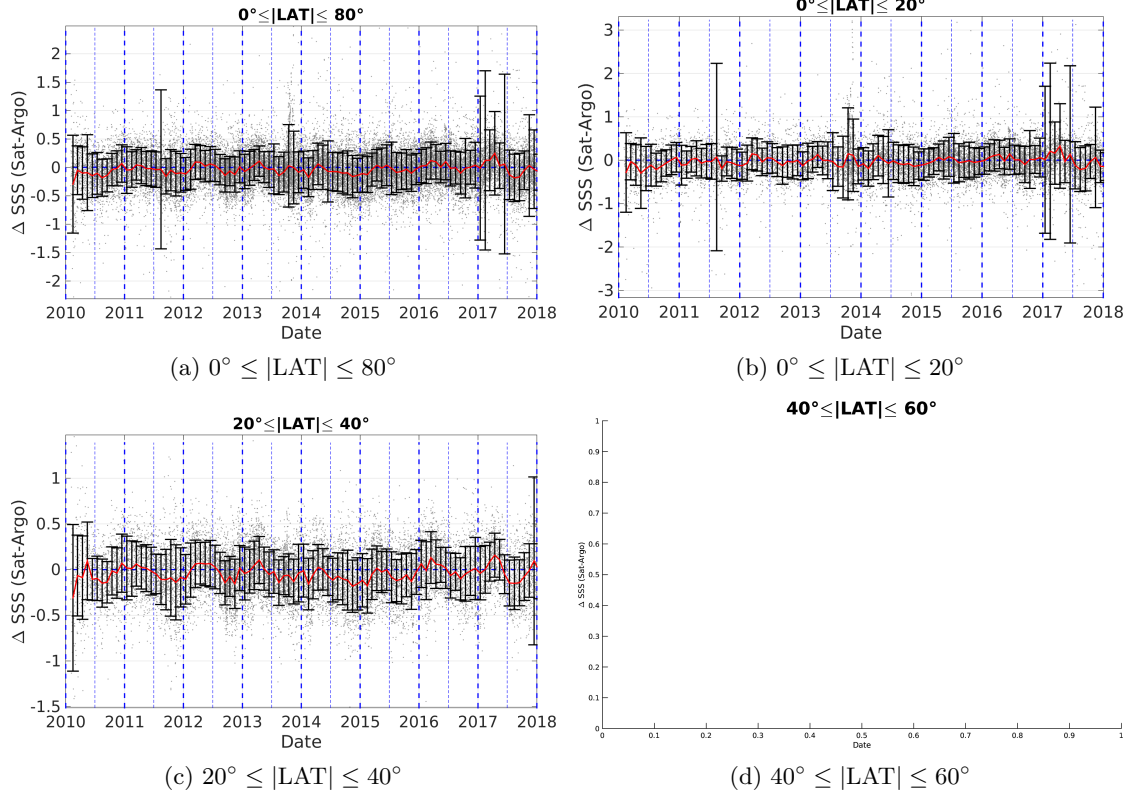 0°≤|LAT|≤ 80°
Δ SSS (Sat-Argo)
2
1.5
1
0.5
0
-0.5
-1
-1.5
-2
2010 2011 2012 2013 2014 2015 2016 2017 2018
Date
(a) 0° ≤ |LAT| ≤ 80°
0°≤|LAT|≤ 20°
Δ SSS (Sat-Argo)
3
2
1
0
-1
-2
-3
2010 2011 2012 2013 2014 2015 2016 2017 2018
Date
(b) 0° ≤ |LAT| ≤ 20°
20°≤|LAT|≤ 40°
Δ SSS (Sat-Argo)
1
0.5
0
-0.5
-1
-1.5
2010 2011 2012 2013 2014 2015 2016 2017 2018
Date
(c) 20° ≤ |LAT| ≤ 40°
40°≤|LAT|≤ 60°
Δ SSS (Sat-Argo)
1
0.9
0.8
0.7
0.6
0.5
0.4
0.3
0.2
0.1
0
0 0.1 0.2 0.3 0.4 0.5 0.6 0.7 0.8 0.9 1
Date
(d) 40° ≤ |LAT| ≤ 60°